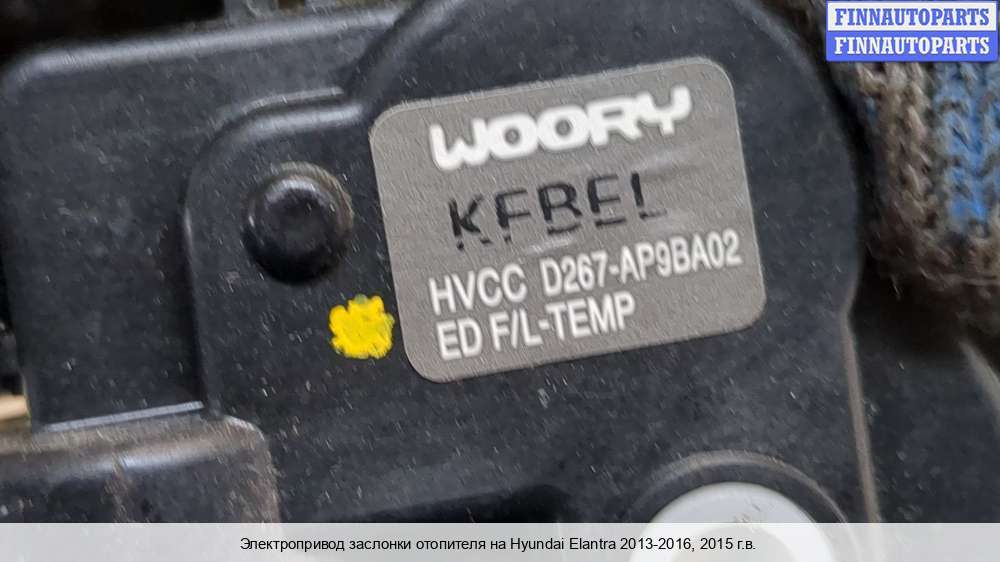 FINNAUTOPARTS
FINNAUTOPARTS
WOORY
KFBEL
HVCC D267-AP9BA02
ED F/L-TEMP
Электропривод заслонки отопителя на Hyundai Elantra 2013-2016, 2015 г.в.